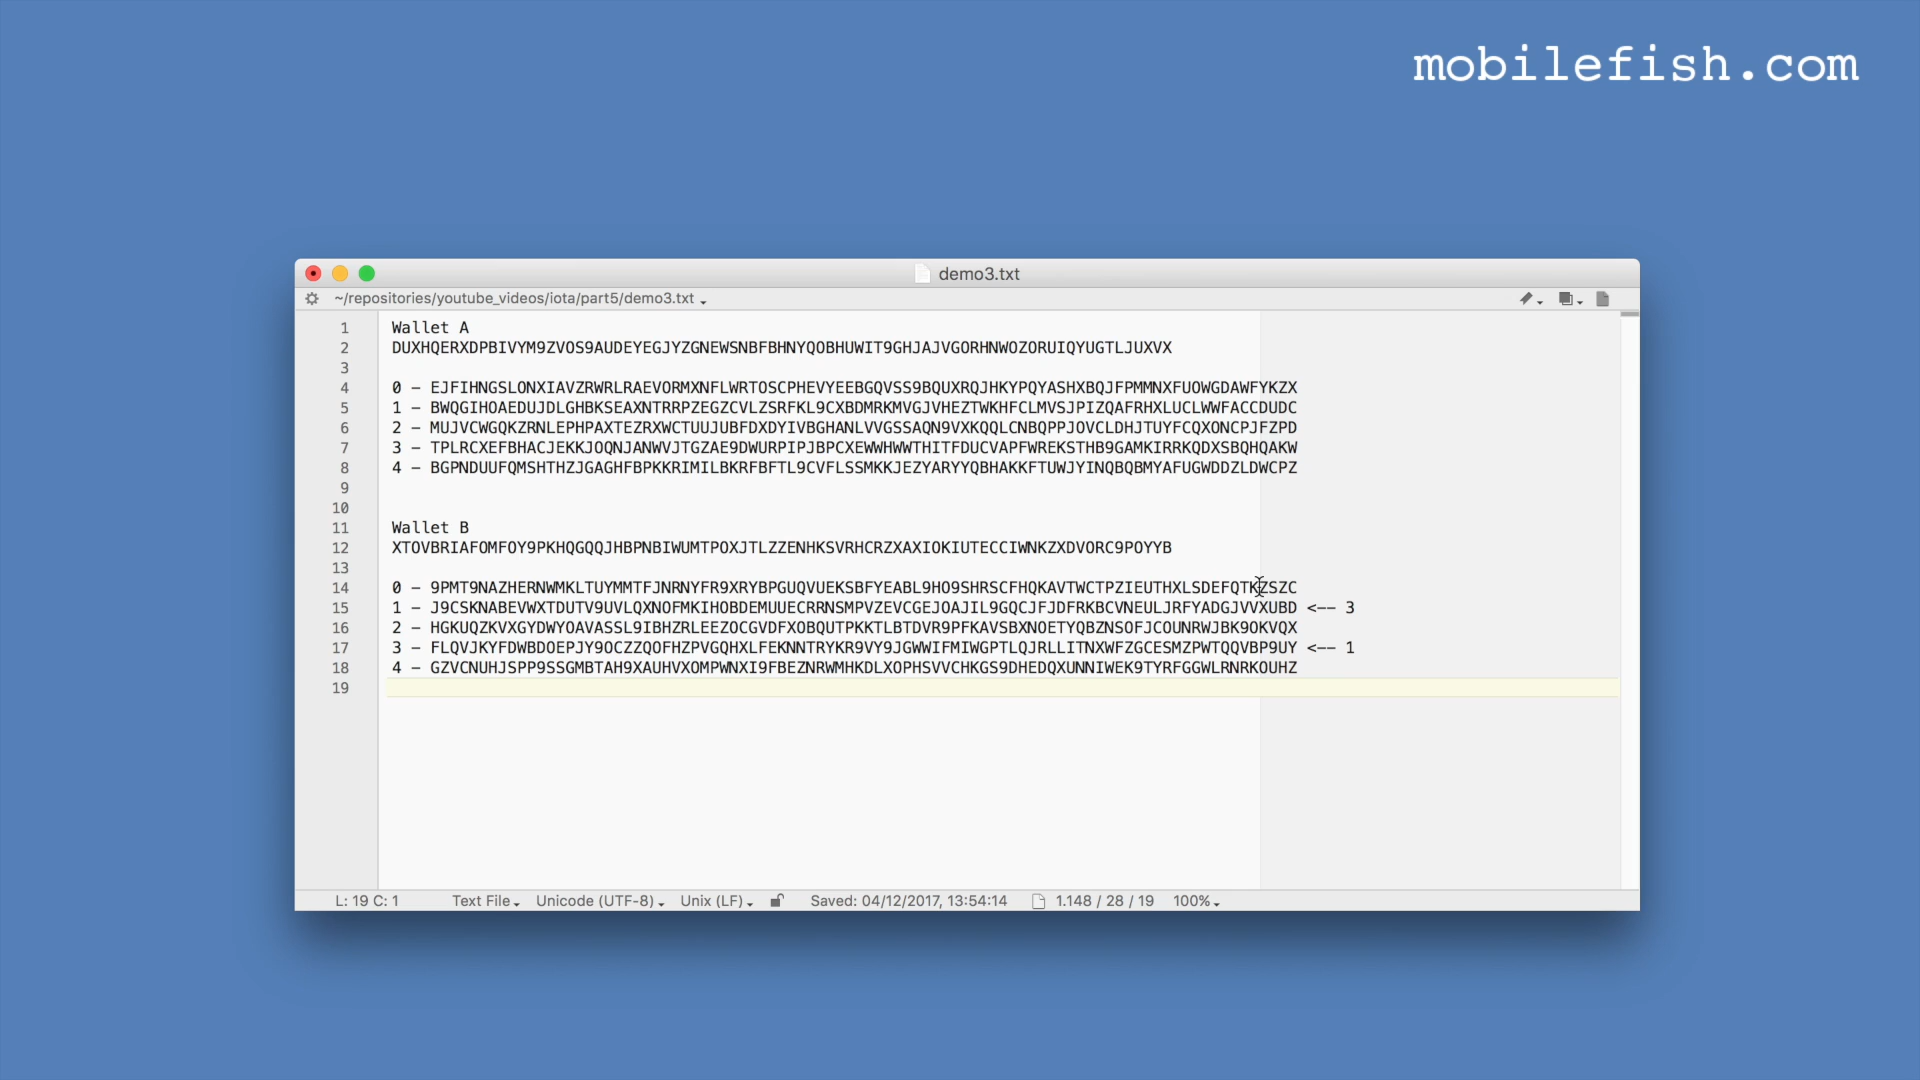 mobilefish.com
demo3.txt
~/repositories/youtube_videos/iota/part5/demo3.txt
1 Wallet A
2 DUXHQERXDPBIVYM9ZVOS9AUDEYEGJYZGNEWSNBFBHNYQOBHUWIT9GHJAJVGORHNWOZORUIQYUGTLJUXVX
3
4 0 – EJFIHNGSLONXIAVZRWRLRAEVORMXNFLWRTOSCPHEVYEEBGQVSS9BQUXRQJHKYPQYASHXBQJFPMMNXFUOWGDAWFYKZX
5 1 – BWQGIHOAEDUJDLGHBKSEAXNTRRPZEGZCVLZSRFKL9CXBDMRKMVGJVHEZTWKHFCLMVSJPIZQAFRHXLUCLWWFACCDUDC
6 2 – MUJVCWGQKZRNLEPHPAXTEZRXWCTUUJUBFDXDYIVBGHANLVVGSSAQN9VXKQQLCNBQPPJOVCLDHJTUYFCQXONCPJFZPD
7 3 – TPLRCXEFBHACJEKKJOQNJANWVJTGZAE9DWURPIPJBPCXEWWHWWTHITFDUCVAPFWREKSTHB9GAMKIRRKQDXSBQHQAKW
8 4 – BGPNDUUFQMSHTHZJGAGHFBPKKRIMILBKRFBFTL9CVFLSSMKKJEZYARYYQBHAKKFTUWJYINQBQBMYAFUGWDDZLDWCPZ
9
10
11 Wallet B
12 XTOVBRIAFOMFOY9PKHQGQQJHBPNBIWUMTPOXJTLZZENHKSVRHCRZXAXIOKIUTECCIWNKZXDVORC9POYYB
13
14 0 – 9PMT9NAZHERNWMKLTUYMMTFJNRNYFR9XRYBPGUQVUEKSBFYEABL9HO9SHRSCFHQKAVTWCTPZIEUTHXLSDEFQTKZSZC
15 1 – J9CSKNABEVWXTDUTV9UVLQXNOFMKIHOBDEMUUECRRNSMPVZEVCGEJOAJIL9GQCJFJDFRKBCVNEULJRFYADGJVVXUBD <-- 3
16 2 – HGKUQZKVXGYDWYOAVASSL9IBHZRLEEZOCGVDFXOBQUTPKKTLBTDVR9PFKAVSBXNOETYQBZNSOFJCOUNRWJBK9OKVQX
17 3 – FLQVJKYFDWBDOEPJY9OCZZQOFHZPVGQHXLFEKNNTRYKR9VY9JGWWIFMIWGPTLQJRLLITNXWFZGCESMZPWTQQVBP9UY <-- 1
18 4 – GZVCNUHJSPP9SSGMBTAH9XAUHVXOMPWNXI9FBEZNRWMHKDLXOPHSVVCHKGS9DHEDQXUNNIWEK9TYRFGGWLRNRKOUHZ
19
L: 19 C: 1 Text File Unicode (UTF-8) Unix (LF) Saved: 04/12/2017, 13:54:14 1.148 / 28 / 19 100%